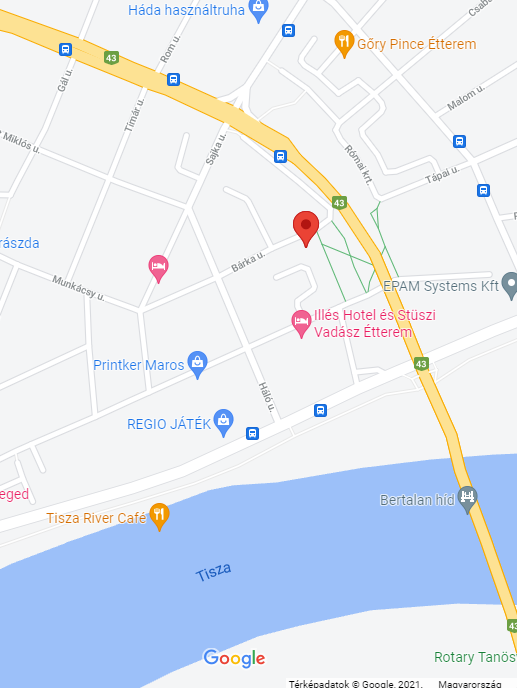 Háda használtruha
Csaba
Gőry Pince Étterem
43
Rom u.
Gál u.
Tímár u.
Malom u.
Miklós u.
Sajka u.
Római krt.
Tápai u.
43
rászda
Bárka u.
Munkácsy u.
EPAM Systems Kft
Illés Hotel és Stüszi
Vadász Étterem
Printker Maros
43
Háló u.
REGIO JÁTÉK
eged
Bertalan híd
Tisza River Café
Tisza
43
Google
Rotary Tanös
Térképadatok © Google, 2021. Magyarország